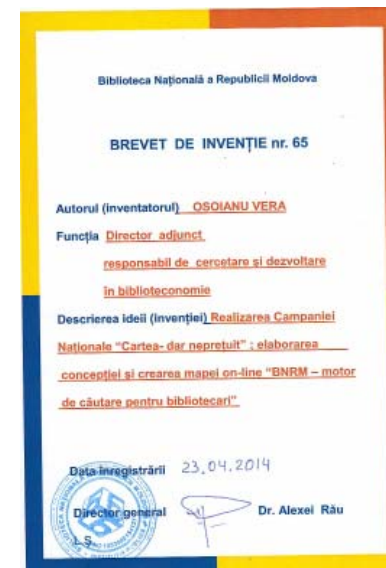 Biblioteca Națională a Republicii Moldova
BREVET DE INVENȚIE nr. 65
Autorul (inventatorul) OSOIANU VERA
Funcția Director adjunct
responsabil de cercetare și dezvoltare
în biblioteconomie
Descrierea ideii (invenției) Realizarea Campaniei
Naționale "Cartea- dar neprețuit" ; elaborarea
concepției și crearea mapei on-line "BNRM – motor
de căutare pentru bibliotecari"
Data înregistrării 23.04.2014
Director general Dr. Alexei Rău
L.Ș.